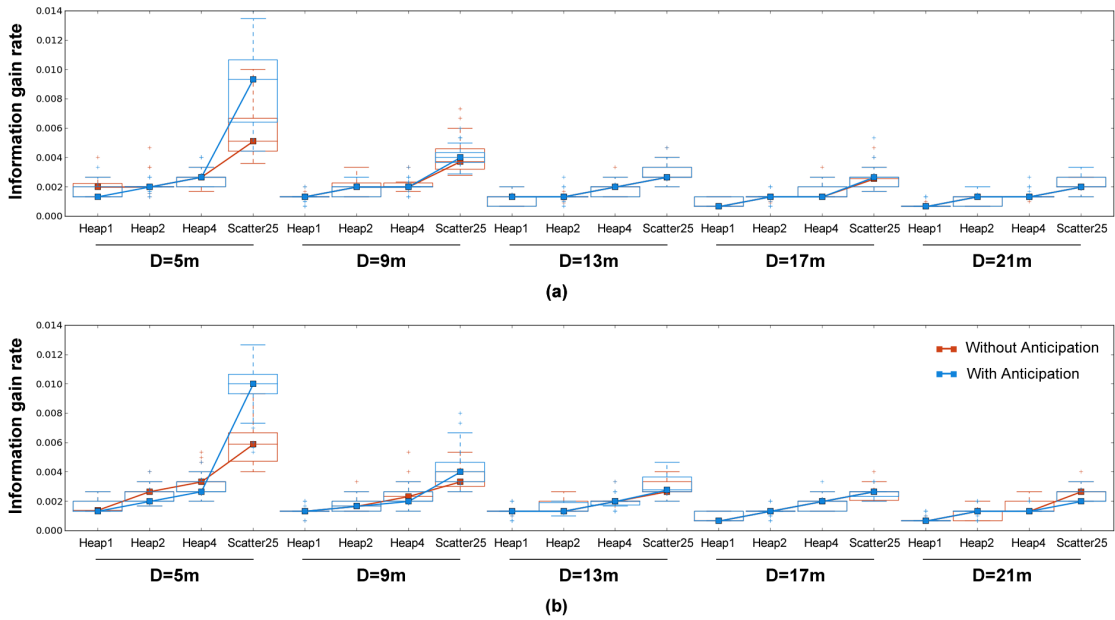 Information gain rate
0.014
0.012
0.010
0.008
0.006
0.004
0.002
0.000
Heap1 Heap2 Heap4 Scatter25 Heap1 Heap2 Heap4 Scatter25 Heap1 Heap2 Heap4 Scatter25 Heap1 Heap2 Heap4 Scatter25 Heap1 Heap2 Heap4 Scatter25
D=5m D=9m D=13m D=17m D=21m
(a)
Information gain rate
0.014
0.012
0.010
0.008
0.006
0.004
0.002
0.000
Without Anticipation
With Anticipation
Heap1 Heap2 Heap4 Scatter25 Heap1 Heap2 Heap4 Scatter25 Heap1 Heap2 Heap4 Scatter25 Heap1 Heap2 Heap4 Scatter25 Heap1 Heap2 Heap4 Scatter25
D=5m D=9m D=13m D=17m D=21m
(b)